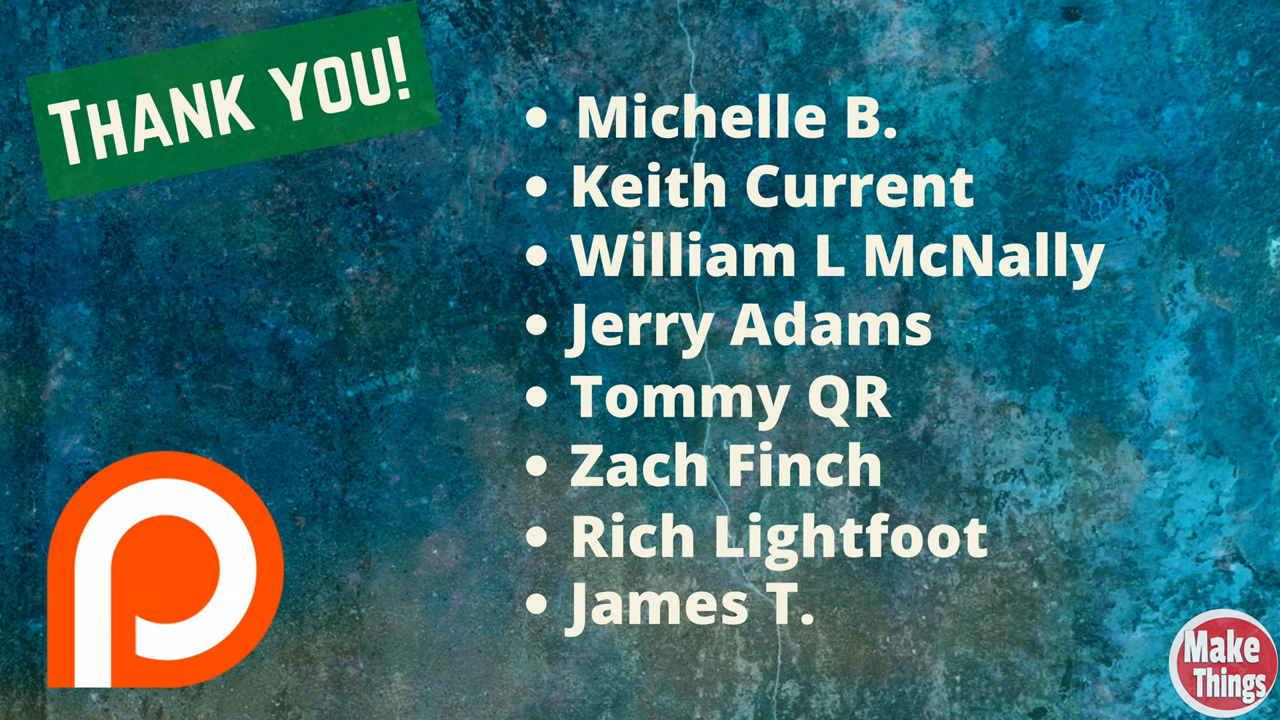 THANK YOU!
• Michelle B.
• Keith Current
• William L McNally
• Jerry Adams
• Tommy QR
• Zach Finch
• Rich Lightfoot
• James T.
Make
Things